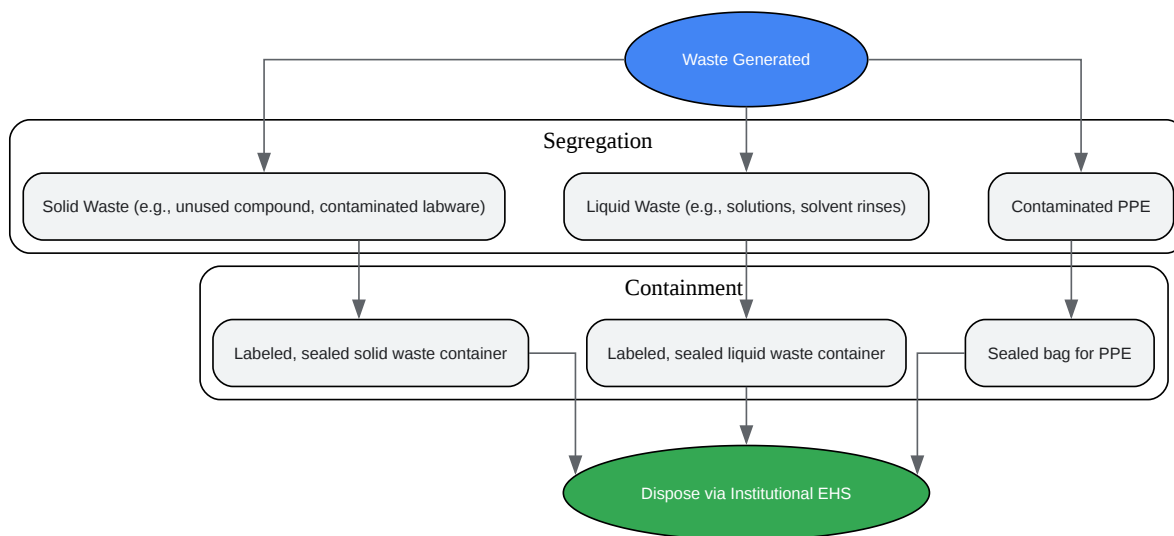 Waste Generated
Segregation
Solid Waste (e.g., unused compound, contaminated labware)
Liquid Waste (e.g., solutions, solvent rinses)
Contaminated PPE
Containment
Labeled, sealed solid waste container
Labeled, sealed liquid waste container
Sealed bag for PPE
Dispose via Institutional EHS